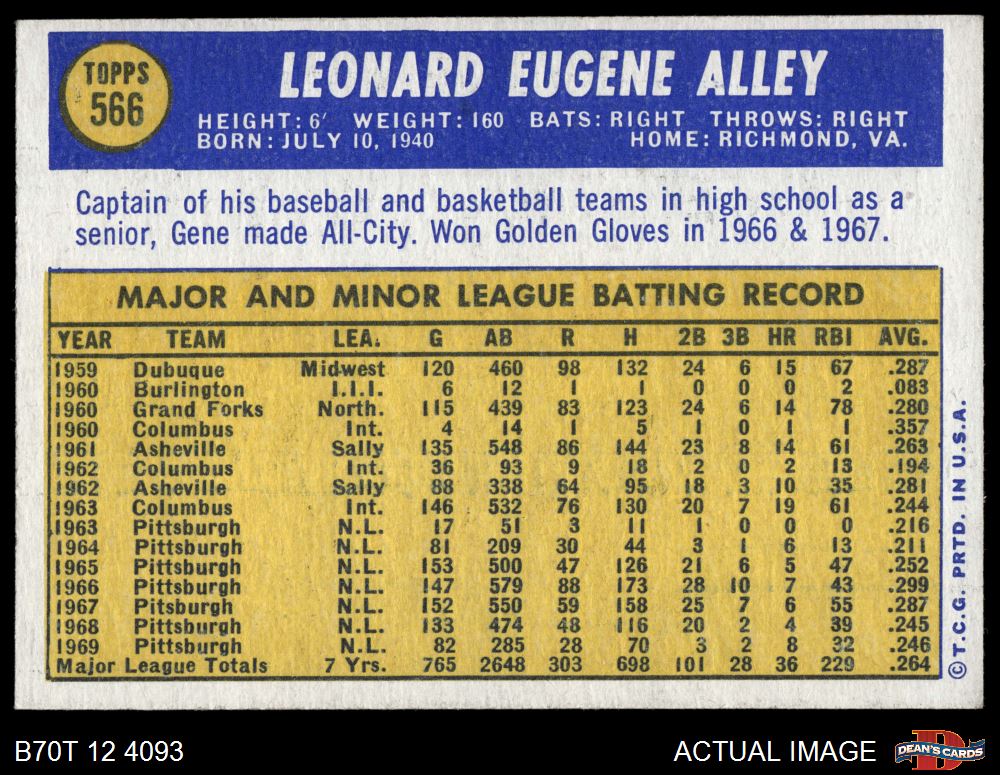 TOPPS
566
LEONARD EUGENE ALLEY
HEIGHT: 6' WEIGHT: 160 BATS: RIGHT THROWS: RIGHT
BORN: JULY 10, 1940 HOME: RICHMOND, VA.
Captain of his baseball and basketball teams in high school as a
senior, Gene made All-City. Won Golden Gloves in 1966 & 1967.
MAJOR AND MINOR LEAGUE BATTING RECORD
YEAR TEAM LEA. G AB R H 2B 3B HR RBI AVG.
1959 Dubuque Midwest 120 460 98 132 24 6 15 67 .287
1960 Burlington I.I.I. 6 12 1 1 0 0 0 2 .083
1960 Grand Forks North. 115 439 83 123 24 6 14 78 .280
1960 Columbus Int. 4 14 1 5 1 0 1 1 .357
1961 Asheville Sally 135 548 86 144 23 8 14 61 .263
1962 Columbus Int. 36 93 9 18 2 0 2 13 .194
1962 Asheville Sally 88 338 64 95 18 3 10 35 .281
1963 Columbus Int. 146 532 76 130 20 7 19 61 .244
1963 Pittsburgh N.L. 17 51 3 11 1 0 0 0 .216
1964 Pittsburgh N.L. 81 209 30 44 3 1 6 13 .211
1965 Pittsburgh N.L. 153 500 47 126 21 6 5 47 .252
1966 Pittsburgh N.L. 147 579 88 173 28 10 7 43 .299
1967 Pitsburgh N.L. 152 550 59 158 25 7 6 55 .287
1968 Pittsburgh N.L. 133 474 48 116 20 2 4 39 .245
1969 Pittsburgh N.L. 82 285 28 70 3 2 8 32 .246
Major League Totals 7 Yrs. 765 2648 303 698 101 28 36 229 .264
© T.C.G. PRTD. IN U.S.A.
B70T 12 4093
ACTUAL IMAGE
D
DEAN'S CARDS